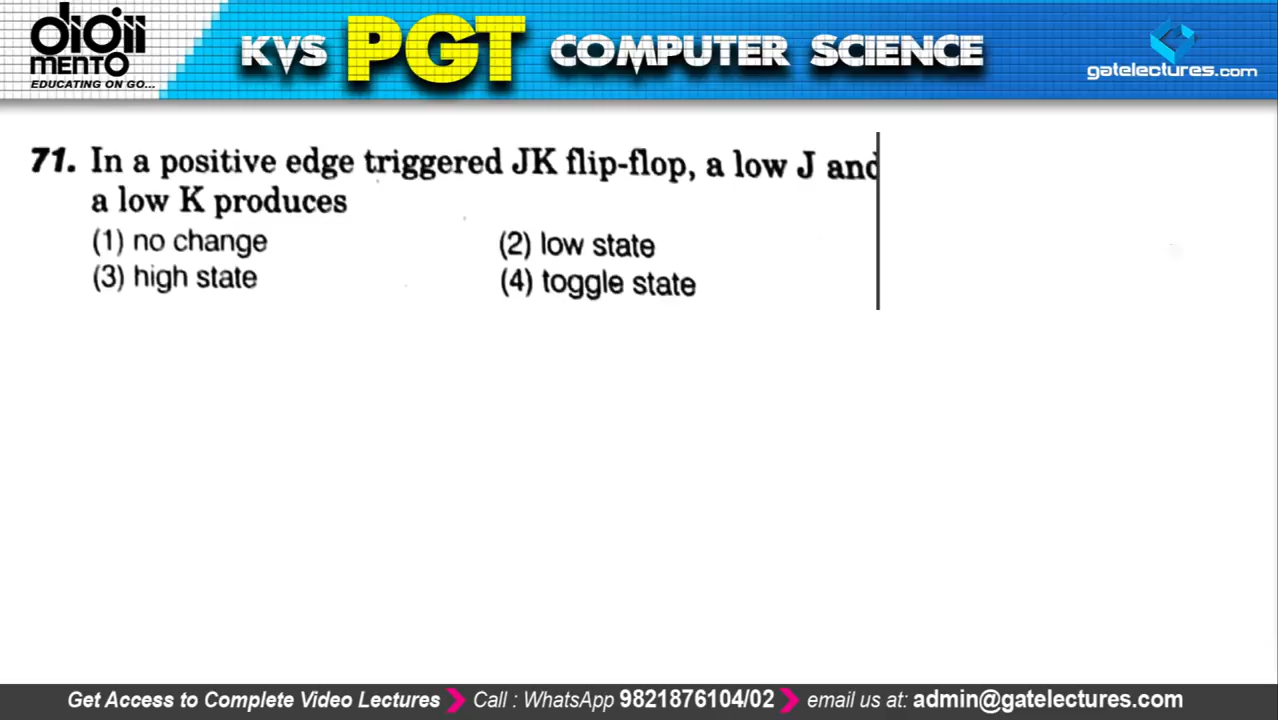 digii
MENTO
EDUCATING ON GO...
KVS PGT COMPUTER SCIENCE
gatelectures.com
71. In a positive edge triggered JK flip-flop, a low J and
a low K produces
(1) no change (2) low state
(3) high state (4) toggle state
Get Access to Complete Video Lectures Call : WhatsApp 9821876104/02 email us at: admin@gatelectures.com